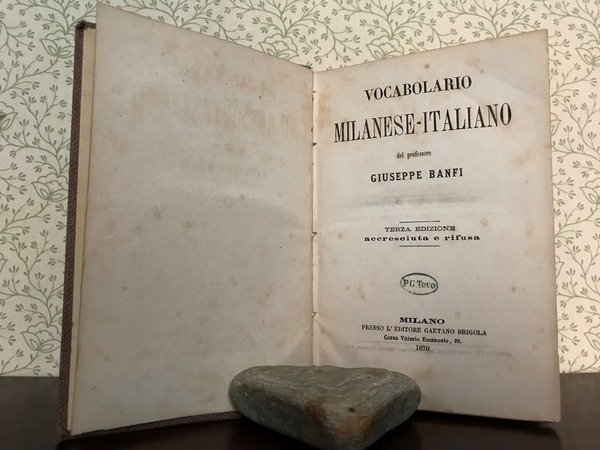 VOCABOLARIO
MILANESE-ITALIANO
del professore
GIUSEPPE BANFI
TERZA EDIZIONE
accresciuta e rifusa
P.G. Tovo
MILANO
PRESSO L' EDITORE GAETANO BRIGOLA
Corso Vittorio Emanuele, 26.
1870